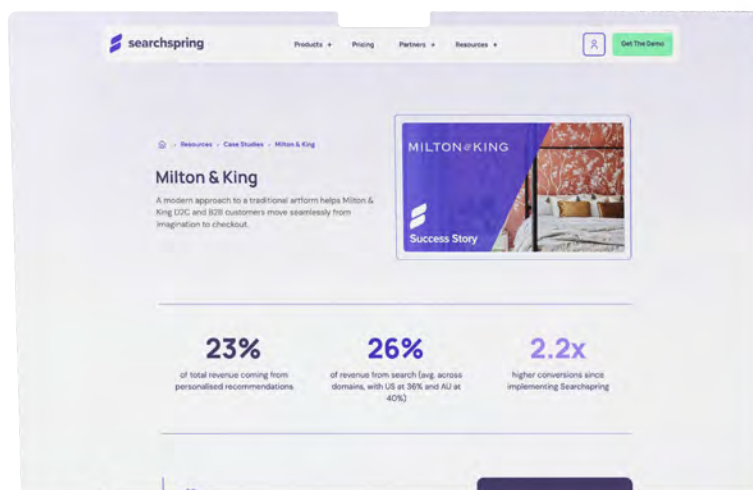 searchspring
Products +
Pricing
Partners +
Resources +
Get The Demo
Resources
Case Studies
Milton & King
Milton & King
A modern approach to a traditional artform helps Milton &
King D2C and B2B customers move seamlessly from
imagination to checkout.
MILTON & KING
Success Story
23%
of total revenue coming from
personalised recommendations
26%
of revenue from search (avg. across
domains, with US at 36% and AU at
40%)
2.2x
higher conversions since
implementing Searchspring